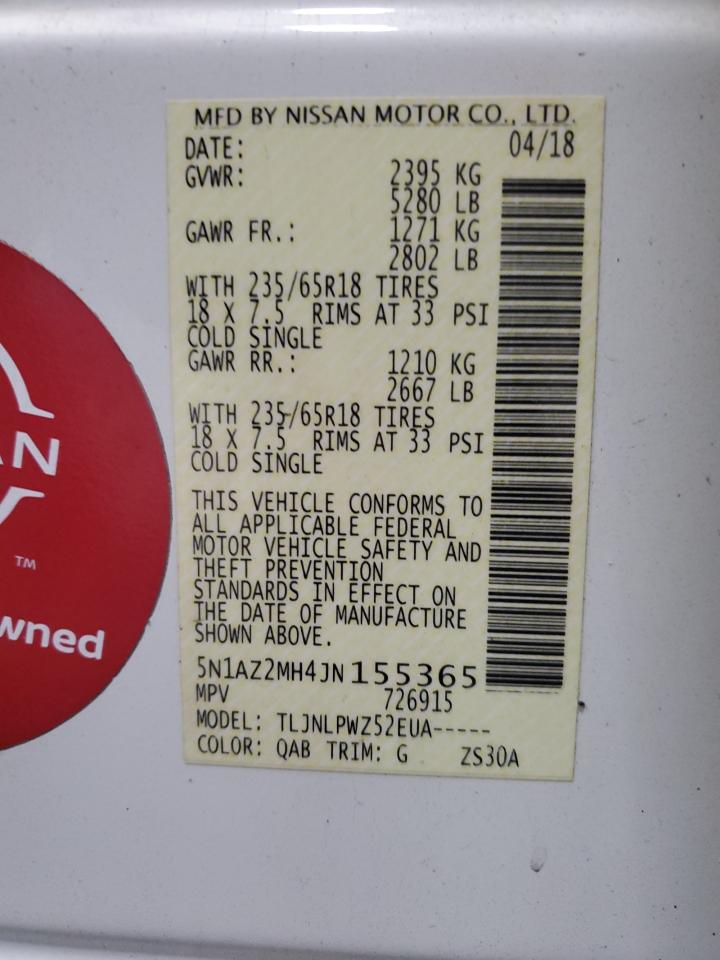 MFD BY NISSAN MOTOR CO., LTD.
DATE: 04/18
GVWR: 2395 KG
5280 LB
GAWR FR.: 1271 KG
2802 LB
WITH 235/65R18 TIRES
18 X 7.5 RIMS AT 33 PSI
COLD SINGLE
GAWR RR.: 1210 KG
2667 LB
WITH 235/65R18 TIRES
18 X 7.5 RIMS AT 33 PSI
COLD SINGLE
THIS VEHICLE CONFORMS TO
ALL APPLICABLE FEDERAL
MOTOR VEHICLE SAFETY AND
THEFT PREVENTION
STANDARDS IN EFFECT ON
THE DATE OF MANUFACTURE
SHOWN ABOVE.
5N1AZ2MH4JN155365
MPV 726915
MODEL: TLJNLPWZ52EUA-----
COLOR: QAB TRIM: G ZS30A
AN
TM
wned